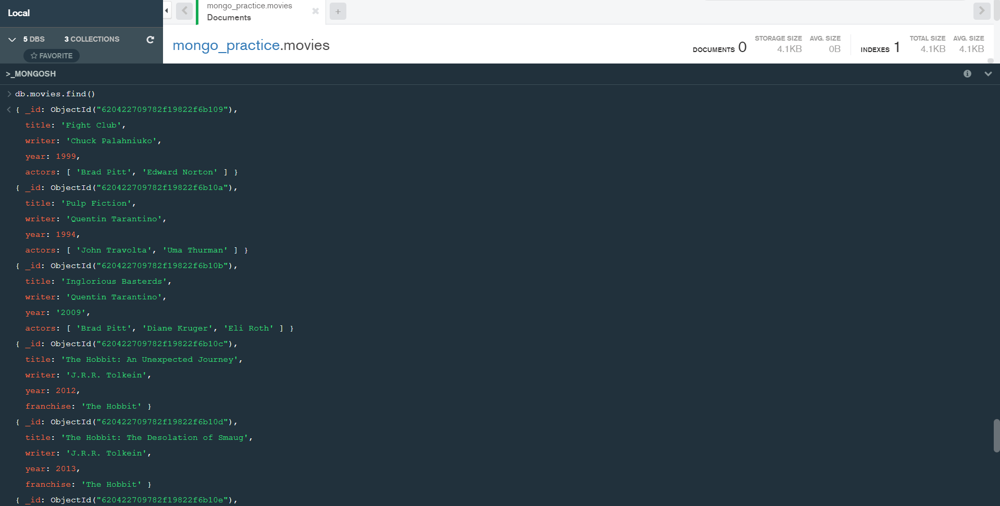 Local
mongo_practice.movies
Documents
5 DBS 3 COLLECTIONS
FAVORITE
mongo_practice.movies
DOCUMENTS 0 STORAGE SIZE 4.1KB AVG. SIZE 0B INDEXES 1 TOTAL SIZE 4.1KB AVG. SIZE 4.1KB
>_MONGOSH
> db.movies.find()
< { _id: ObjectId("620422709782f19822f6b109"),
title: 'Fight Club',
writer: 'Chuck Palahniuko',
year: 1999,
actors: [ 'Brad Pitt', 'Edward Norton' ] }
{ _id: ObjectId("620422709782f19822f6b10a"),
title: 'Pulp Fiction',
writer: 'Quentin Tarantino',
year: 1994,
actors: [ 'John Travolta', 'Uma Thurman' ] }
{ _id: ObjectId("620422709782f19822f6b10b"),
title: 'Inglorious Basterds',
writer: 'Quentin Tarantino',
year: '2009',
actors: [ 'Brad Pitt', 'Diane Kruger', 'Eli Roth' ] }
{ _id: ObjectId("620422709782f19822f6b10c"),
title: 'The Hobbit: An Unexpected Journey',
writer: 'J.R.R. Tolkein',
year: 2012,
franchise: 'The Hobbit' }
{ _id: ObjectId("620422709782f19822f6b10d"),
title: 'The Hobbit: The Desolation of Smaug',
writer: 'J.R.R. Tolkein',
year: 2013,
franchise: 'The Hobbit' }
{ _id: ObjectId("620422709782f19822f6b10e"),